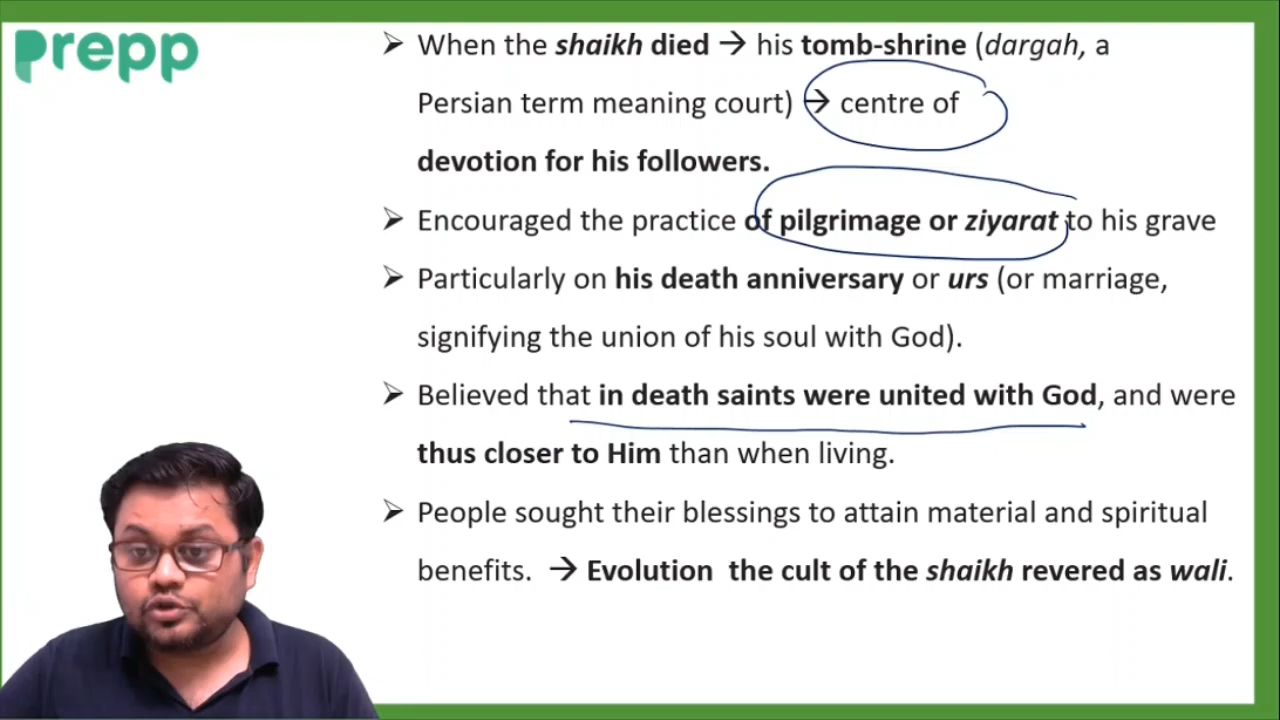 prepp
➢ When the shaikh died → his tomb-shrine (dargah, a
Persian term meaning court) → centre of
devotion for his followers.
➢ Encouraged the practice of pilgrimage or ziyarat to his grave
➢ Particularly on his death anniversary or urs (or marriage,
signifying the union of his soul with God).
➢ Believed that in death saints were united with God, and were
thus closer to Him than when living.
➢ People sought their blessings to attain material and spiritual
benefits. → Evolution the cult of the shaikh revered as wali.